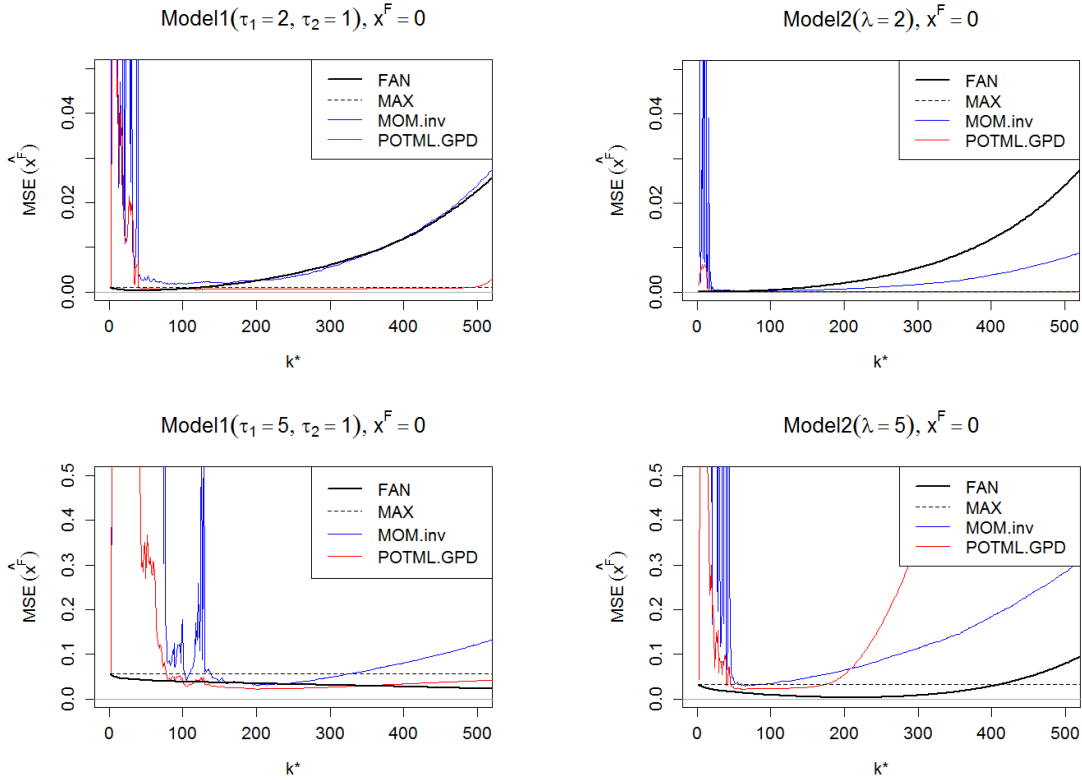 Model1(τ₁ = 2, τ₂ = 1), xF = 0
MSE (x̂F)
0.00
0.02
0.04
FAN
MAX
MOM.inv
POTML.GPD
0 100 200 300 400 500
k*
Model2(λ = 2), xF = 0
MSE (x̂F)
0.00
0.02
0.04
FAN
MAX
MOM.inv
POTML.GPD
0 100 200 300 400 500
k*
Model1(τ₁ = 5, τ₂ = 1), xF = 0
MSE (x̂F)
0.0
0.1
0.2
0.3
0.4
0.5
FAN
MAX
MOM.inv
POTML.GPD
0 100 200 300 400 500
k*
Model2(λ = 5), xF = 0
MSE (x̂F)
0.0
0.1
0.2
0.3
0.4
0.5
FAN
MAX
MOM.inv
POTML.GPD
0 100 200 300 400 500
k*